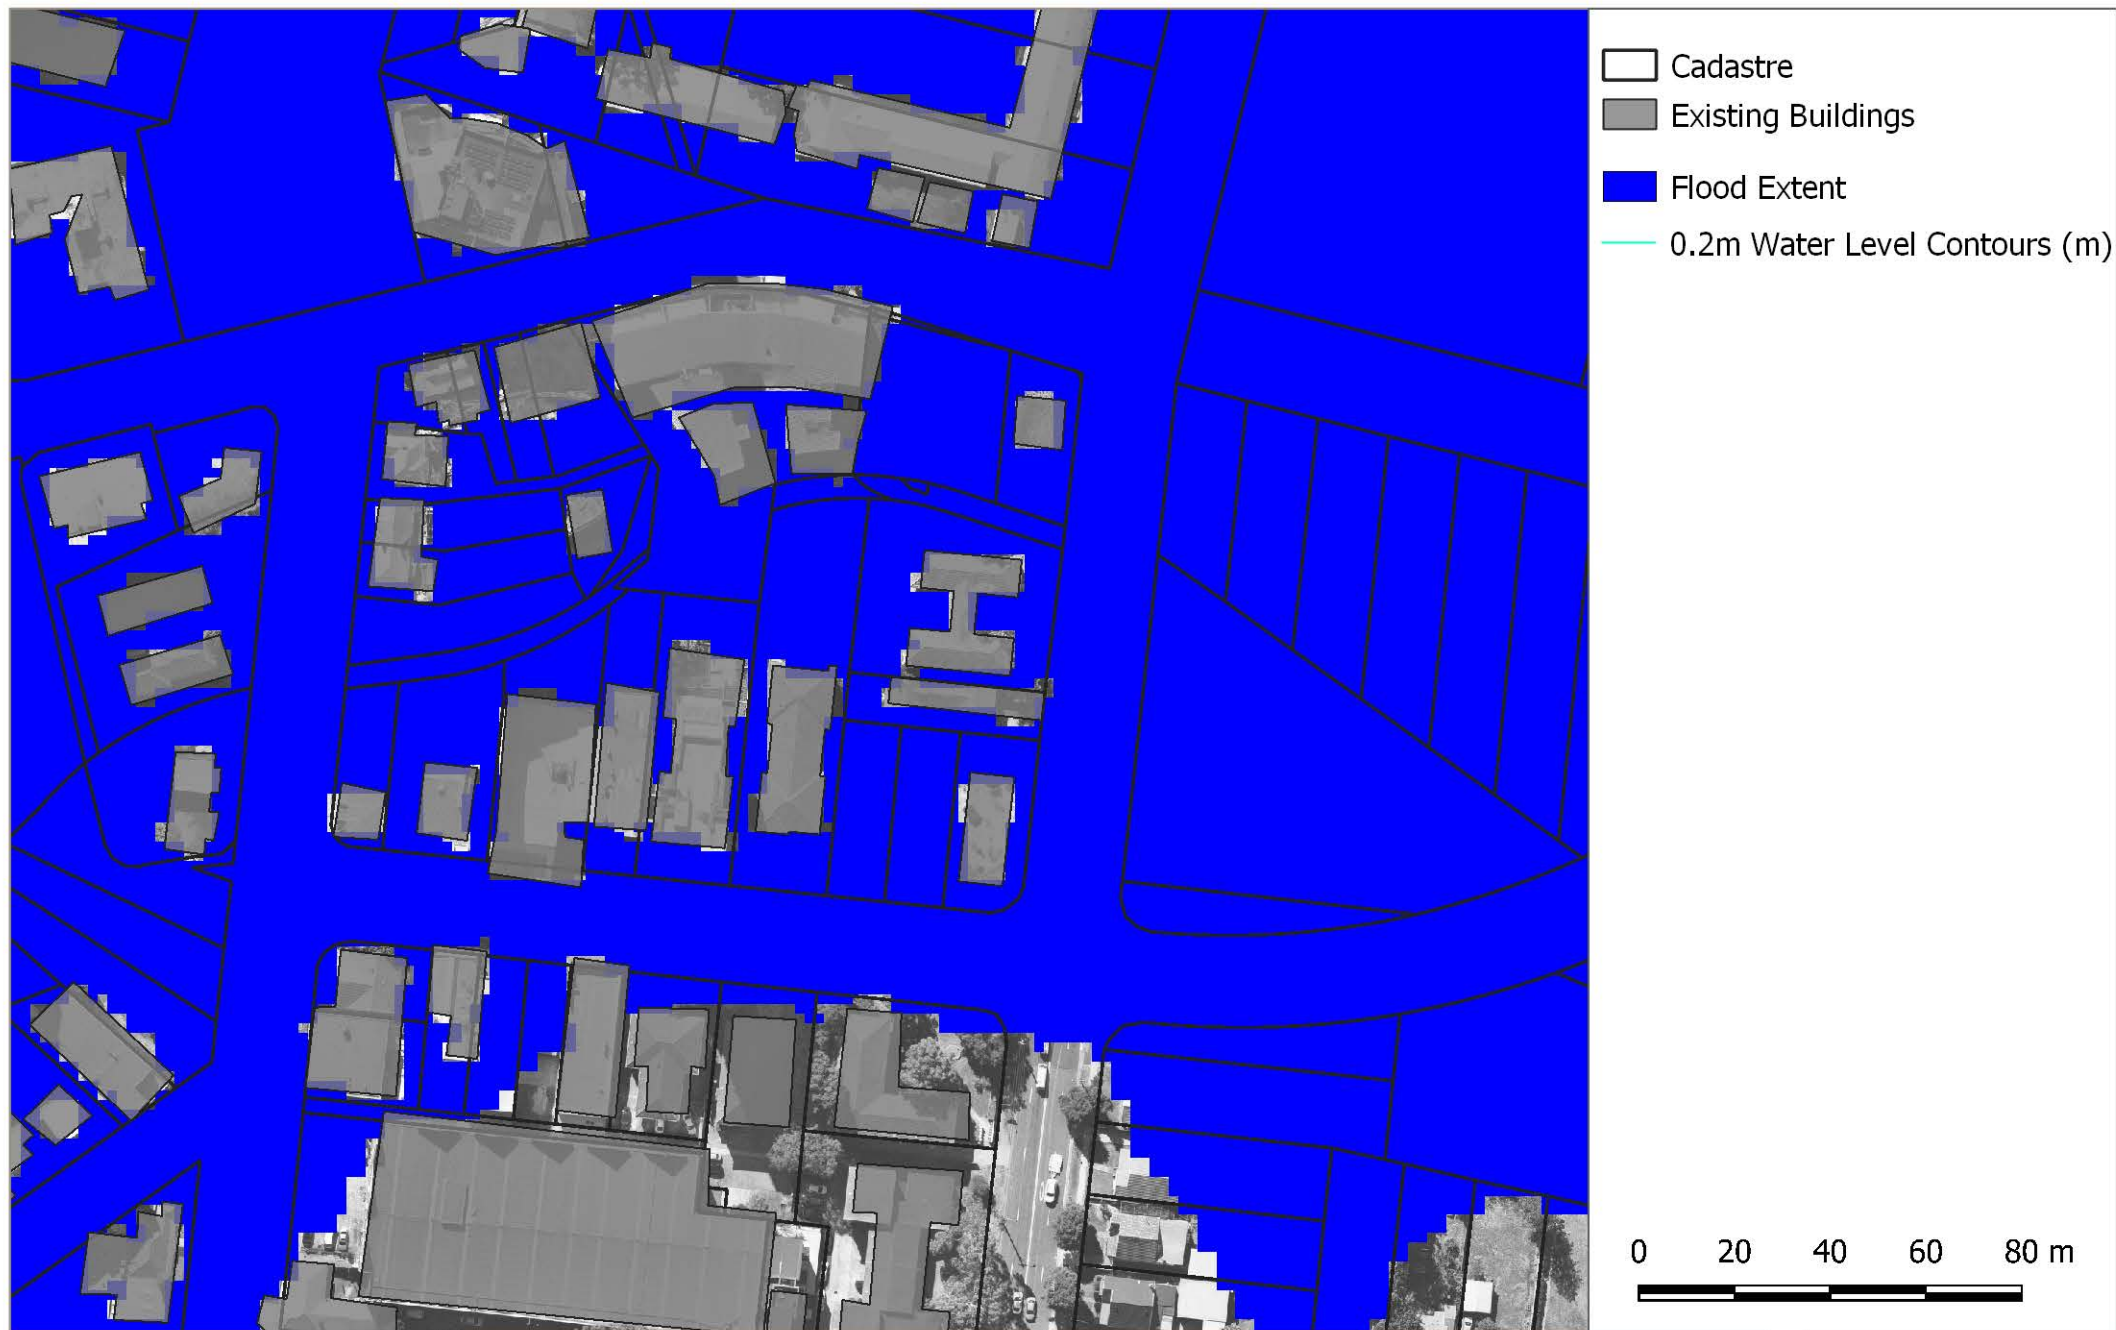 Cadastre
Existing Buildings
Flood Extent
0.2m Water Level Contours (m)
0 20 40 60 80 m